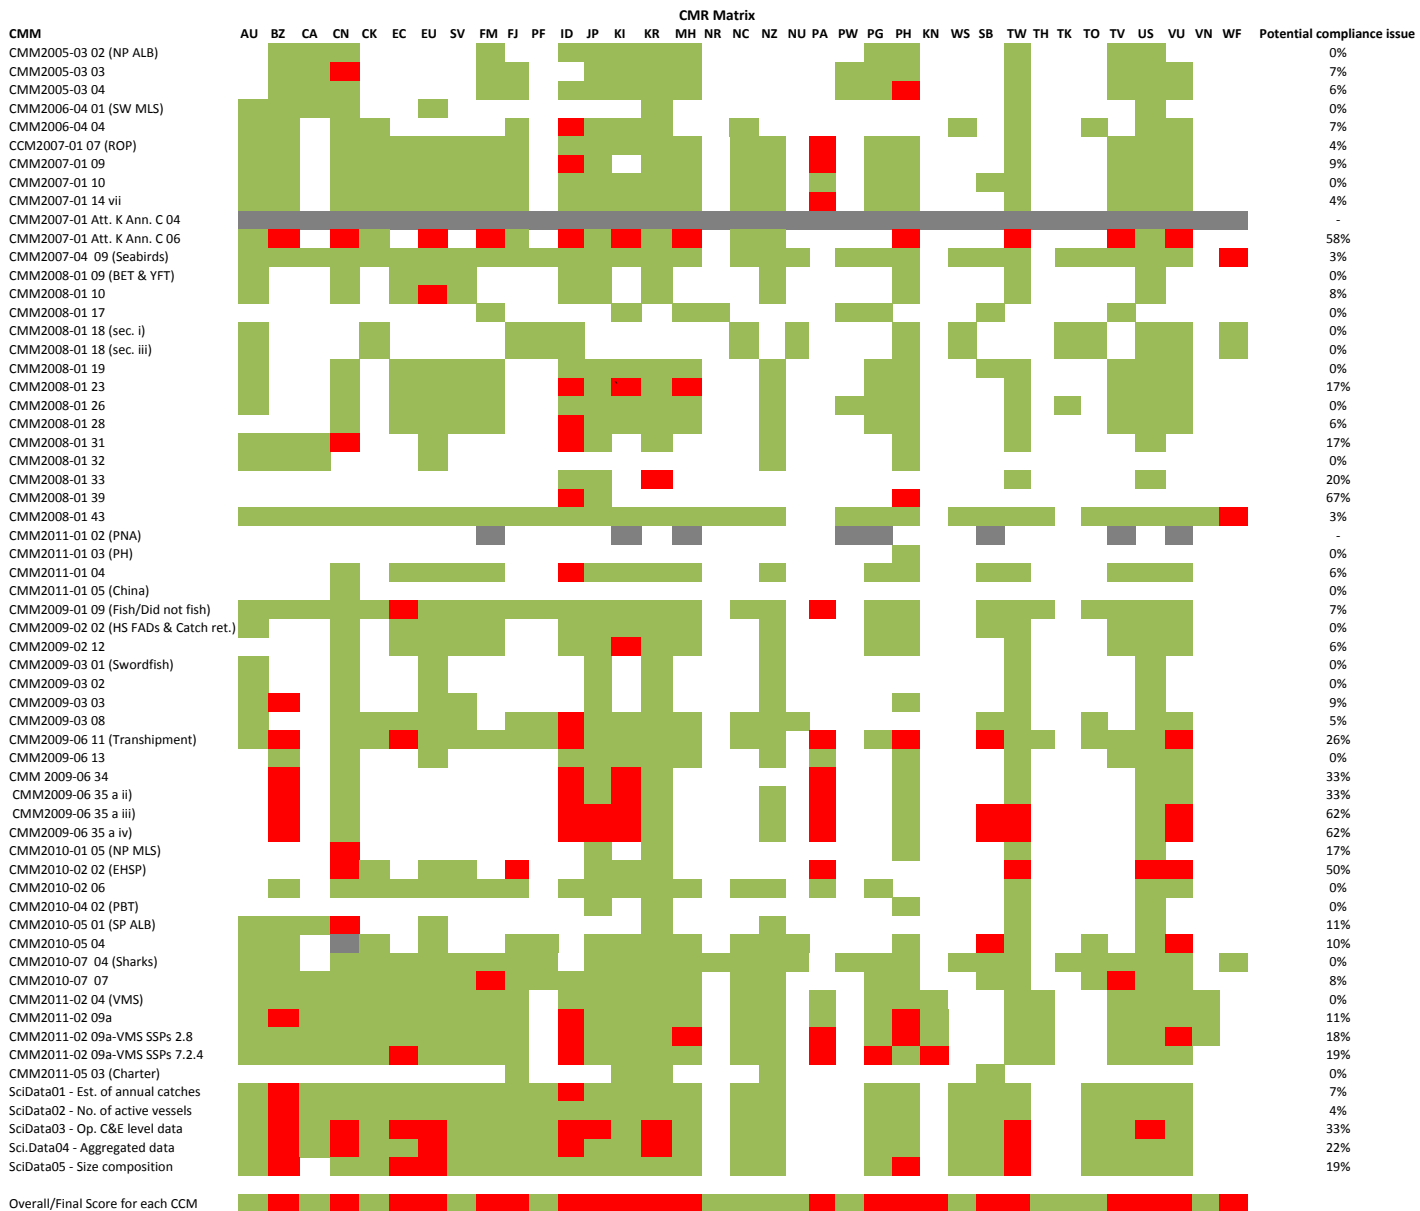 CMR Matrix
CMM AU BZ CA CN CK EC EU SV FM FJ PF ID JP KI KR MH NR NC NZ NU PA PW PG PH KN WS SB TW TH TK TO TV US VU VN WF Potential compliance issue
CMM2005-03 02 (NP ALB) 0%
CMM2005-03 03 7%
CMM2005-03 04 6%
CMM2006-04 01 (SW MLS) 0%
CMM2006-04 04 7%
CCM2007-01 07 (ROP) 4%
CMM2007-01 09 9%
CMM2007-01 10 0%
CMM2007-01 14 vii 4%
CMM2007-01 Att. K Ann. C 04 -
CMM2007-01 Att. K Ann. C 06 58%
CMM2007-04 09 (Seabirds) 3%
CMM2008-01 09 (BET & YFT) 0%
CMM2008-01 10 8%
CMM2008-01 17 0%
CMM2008-01 18 (sec. i) 0%
CMM2008-01 18 (sec. iii) 0%
CMM2008-01 19 0%
CMM2008-01 23 17%
CMM2008-01 26 0%
CMM2008-01 28 6%
CMM2008-01 31 17%
CMM2008-01 32 0%
CMM2008-01 33 20%
CMM2008-01 39 67%
CMM2008-01 43 3%
CMM2011-01 02 (PNA) -
CMM2011-01 03 (PH) 0%
CMM2011-01 04 6%
CMM2011-01 05 (China) 0%
CMM2009-01 09 (Fish/Did not fish) 7%
CMM2009-02 02 (HS FADs & Catch ret.) 0%
CMM2009-02 12 6%
CMM2009-03 01 (Swordfish) 0%
CMM2009-03 02 0%
CMM2009-03 03 9%
CMM2009-03 08 5%
CMM2009-06 11 (Transhipment) 26%
CMM2009-06 13 0%
CMM 2009-06 34 33%
CMM2009-06 35 a ii) 33%
CMM2009-06 35 a iii) 62%
CMM2009-06 35 a iv) 62%
CMM2010-01 05 (NP MLS) 17%
CMM2010-02 02 (EHSP) 50%
CMM2010-02 06 0%
CMM2010-04 02 (PBT) 0%
CMM2010-05 01 (SP ALB) 11%
CMM2010-05 04 10%
CMM2010-07 04 (Sharks) 0%
CMM2010-07 07 8%
CMM2011-02 04 (VMS) 0%
CMM2011-02 09a 11%
CMM2011-02 09a-VMS SSPs 2.8 18%
CMM2011-02 09a-VMS SSPs 7.2.4 19%
CMM2011-05 03 (Charter) 0%
SciData01 - Est. of annual catches 7%
SciData02 - No. of active vessels 4%
SciData03 - Op. C&E level data 33%
Sci.Data04 - Aggregated data 22%
SciData05 - Size composition 19%
Overall/Final Score for each CCM